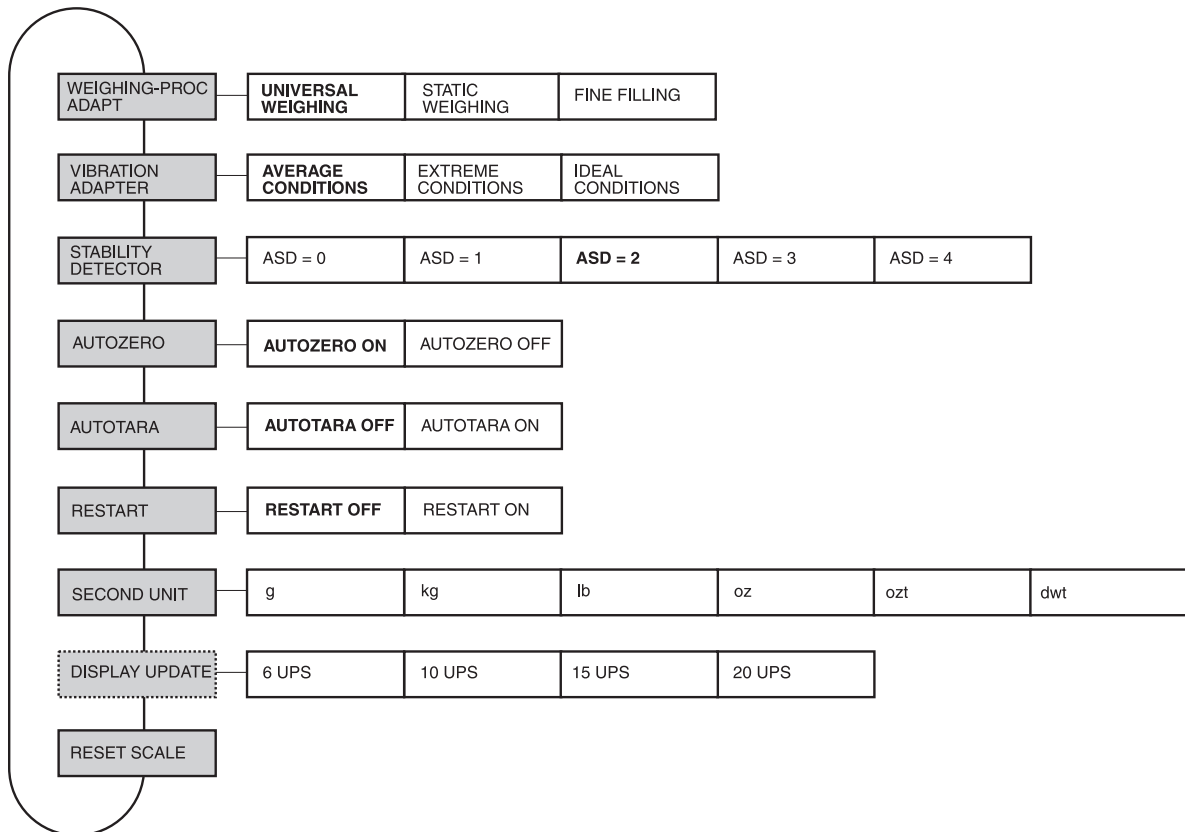 WEIGHING-PROC
ADAPT
UNIVERSAL
WEIGHING
STATIC
WEIGHING
FINE FILLING
VIBRATION
ADAPTER
AVERAGE
CONDITIONS
EXTREME
CONDITIONS
IDEAL
CONDITIONS
STABILITY
DETECTOR
ASD = 0
ASD = 1
ASD = 2
ASD = 3
ASD = 4
AUTOZERO
AUTOZERO ON
AUTOZERO OFF
AUTOTARA
AUTOTARA OFF
AUTOTARA ON
RESTART
RESTART OFF
RESTART ON
SECOND UNIT
g
kg
lb
oz
ozt
dwt
DISPLAY UPDATE
6 UPS
10 UPS
15 UPS
20 UPS
RESET SCALE